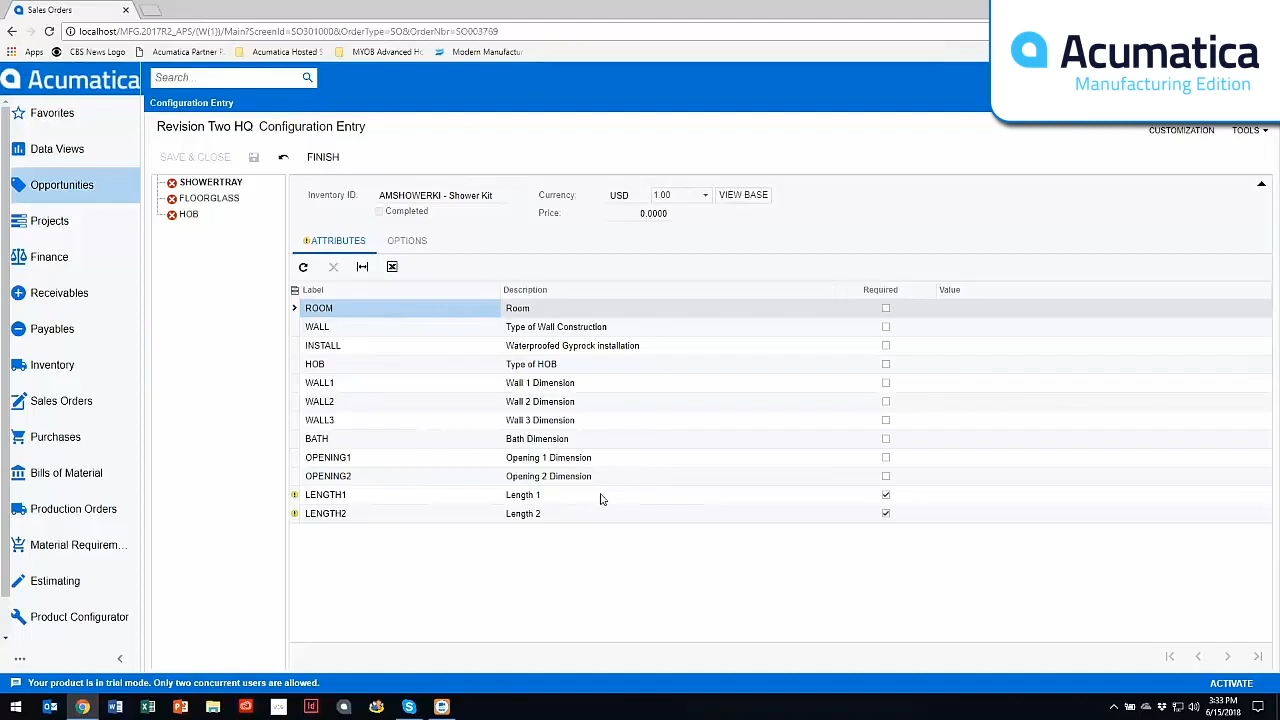 Sales Orders
localhost/MFG.2017R2_APS/(W(1))/Main?ScreenId=SO301000&OrderType=SO&OrderNbr=SO003769
Apps CBS News Logo Acumatica Partner P Acumatica Hosted S MYOB Advanced Ho Modern Manufactur
Acumatica
Manufacturing Edition
Acumatica Search...
Configuration Entry
Revision Two HQ Configuration Entry
CUSTOMIZATION TOOLS
SAVE & CLOSE FINISH
Favorites
Data Views
Opportunities
Projects
Finance
Receivables
Payables
Inventory
Sales Orders
Purchases
Bills of Material
Production Orders
Material Requirem...
Estimating
Product Configurator
SHOWERTRAY
FLOORGLASS
HOB
Inventory ID: AMSHOWERKI - Shower Kit Currency: USD 1.00 VIEW BASE
Completed Price: 0.0000
ATTRIBUTES OPTIONS
Label Description Required Value
ROOM Room
WALL Type of Wall Construction
INSTALL Waterproofed Gyprock installation
HOB Type of HOB
WALL1 Wall 1 Dimension
WALL2 Wall 2 Dimension
WALL3 Wall 3 Dimension
BATH Bath Dimension
OPENING1 Opening 1 Dimension
OPENING2 Opening 2 Dimension
LENGTH1 Length 1
LENGTH2 Length 2
Your product is in trial mode. Only two concurrent users are allowed. ACTIVATE
3:33 PM
6/15/2018